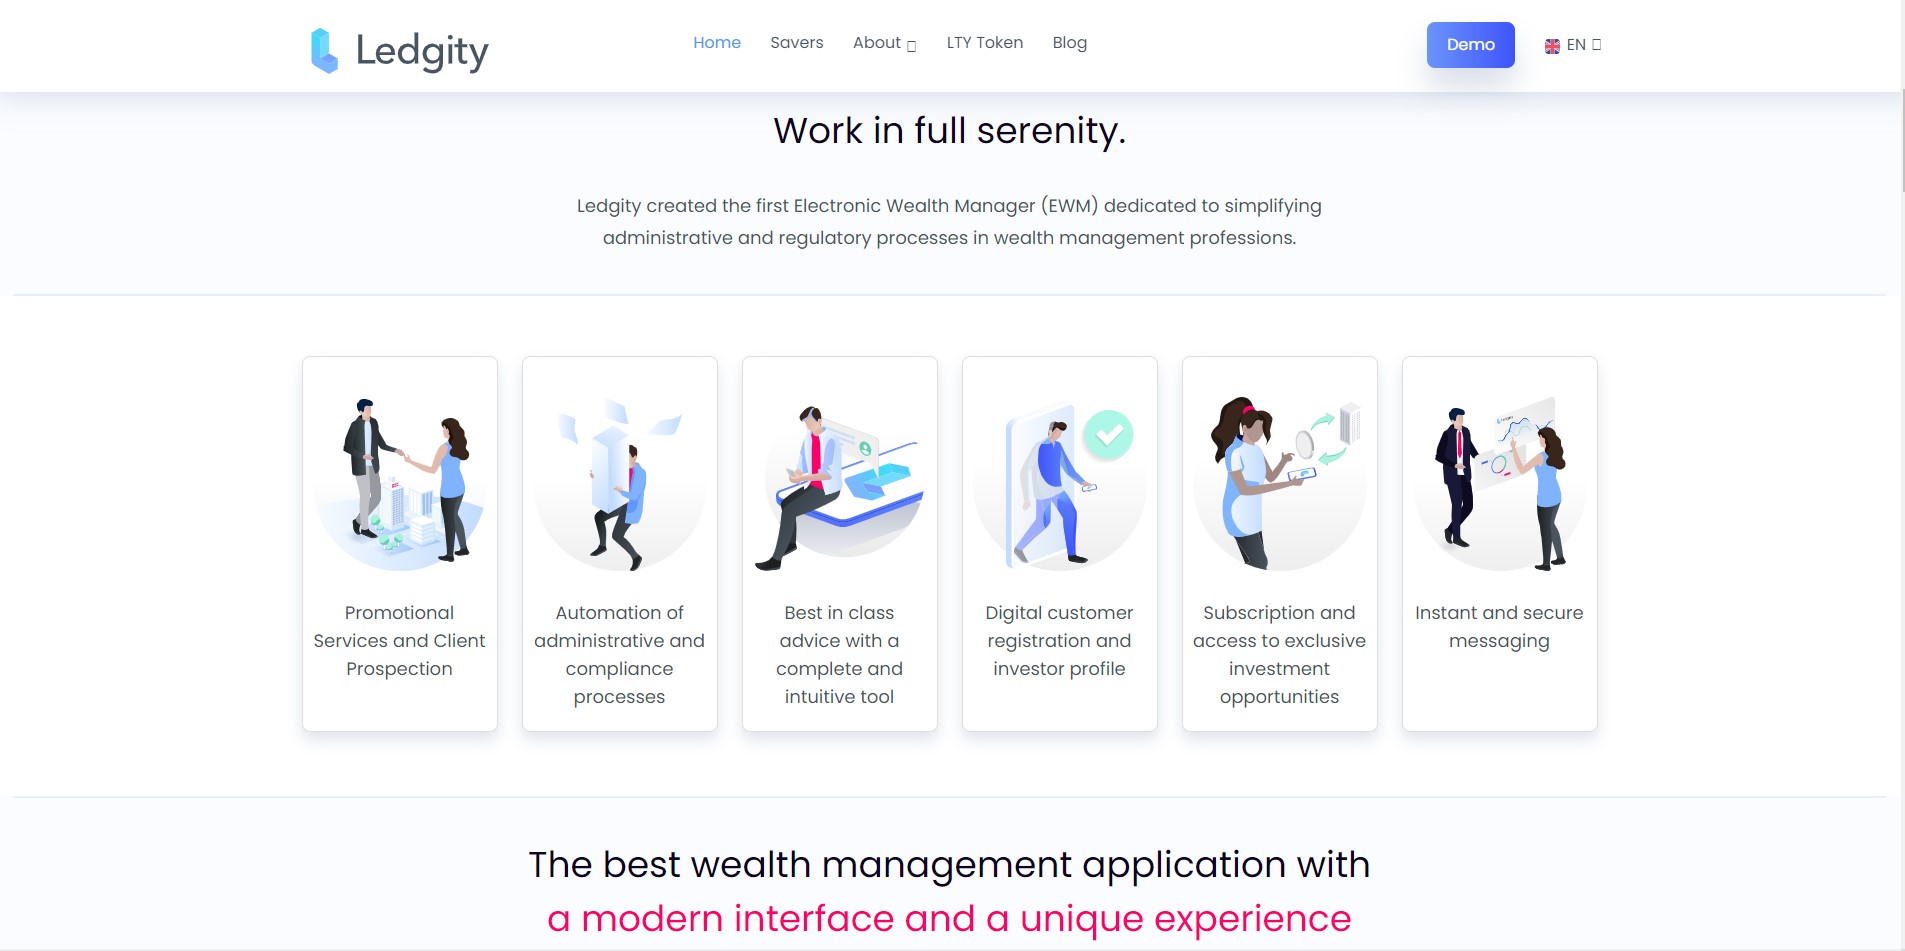 Ledgity
Home
Savers
About
LTY Token
Blog
Demo
EN
Work in full serenity.
Ledgity created the first Electronic Wealth Manager (EWM) dedicated to simplifying
administrative and regulatory processes in wealth management professions.
Promotional
Services and Client
Prospection
Automation of
administrative and
compliance
processes
Best in class
advice with a
complete and
intuitive tool
Digital customer
registration and
investor profile
Subscription and
access to exclusive
investment
opportunities
Instant and secure
messaging
The best wealth management application with
a modern interface and a unique experience